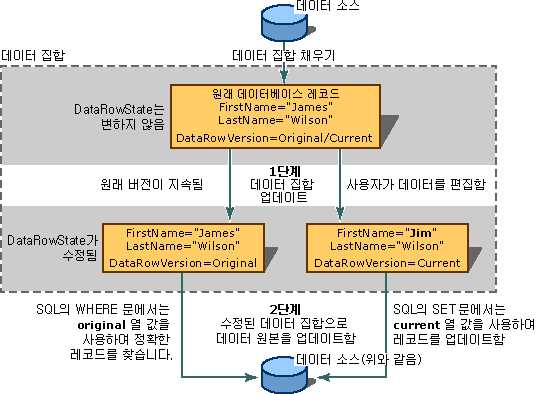 데이터 소스
데이터 집합
데이터 집합 채우기
DataRowState는
변하지 않음
원래 데이터베이스 레코드
FirstName="James"
LastName="Wilson"
DataRowVersion=Original/Current
원래 버전이 지속됨
1단계
데이터 집합
업데이트
사용자가 데이터를 편집함
DataRowState가
수정됨
FirstName="James"
LastName="Wilson"
DataRowVersion=Original
FirstName="Jim"
LastName="Wilson"
DataRowVersion=Current
SQL의 WHERE 문에서는
original 열 값을
사용하여 정확한
레코드를 찾습니다.
2단계
수정된 데이터 집합으로
데이터 원본을 업데이트함
SQL의 SET 문에서는
current 열 값을 사용하여
레코드를 업데이트함
데이터 소스(위와 같음)